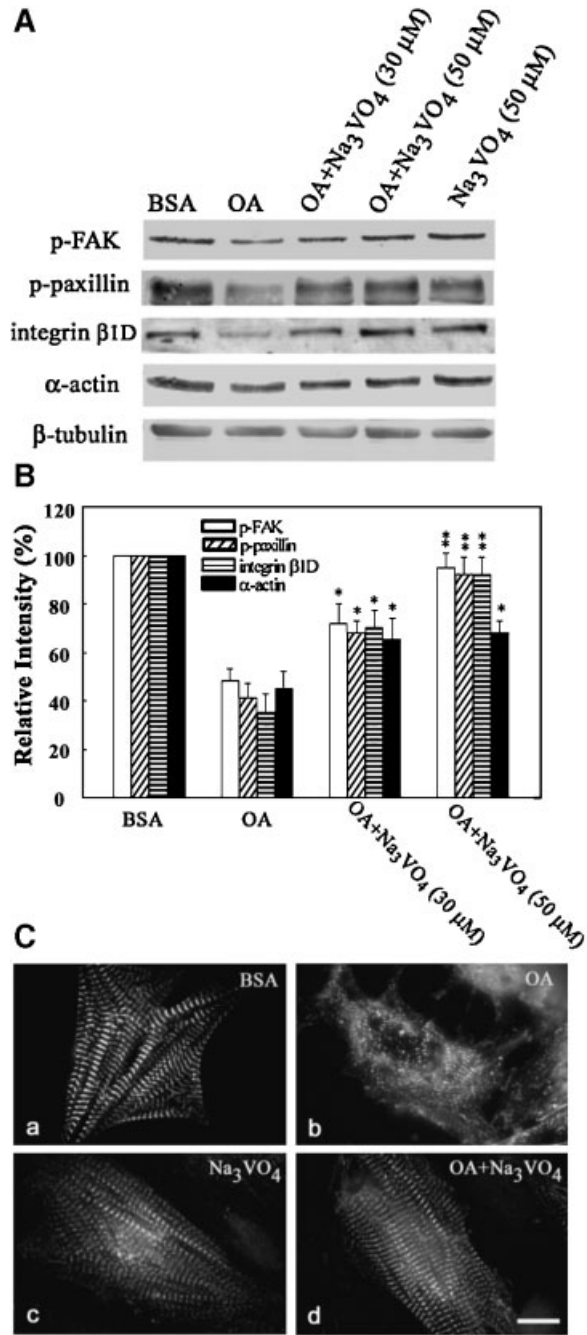 A
BSA
OA
OA+Na3VO4 (30 µM)
OA+Na3VO4 (50 µM)
Na3VO4 (50 µM)
p-FAK
p-paxillin
integrin β1D
α-actin
β-tubulin
B
Relative Intensity (%)
120
100
80
60
40
20
0
p-FAK
p-paxillin
integrin β1D
α-actin
* * * *
** ** ** *
BSA
OA
OA+Na3VO4 (30 µM)
OA+Na3VO4 (50 µM)
C
BSA
a
OA
b
Na3VO4
c
OA+Na3VO4
d